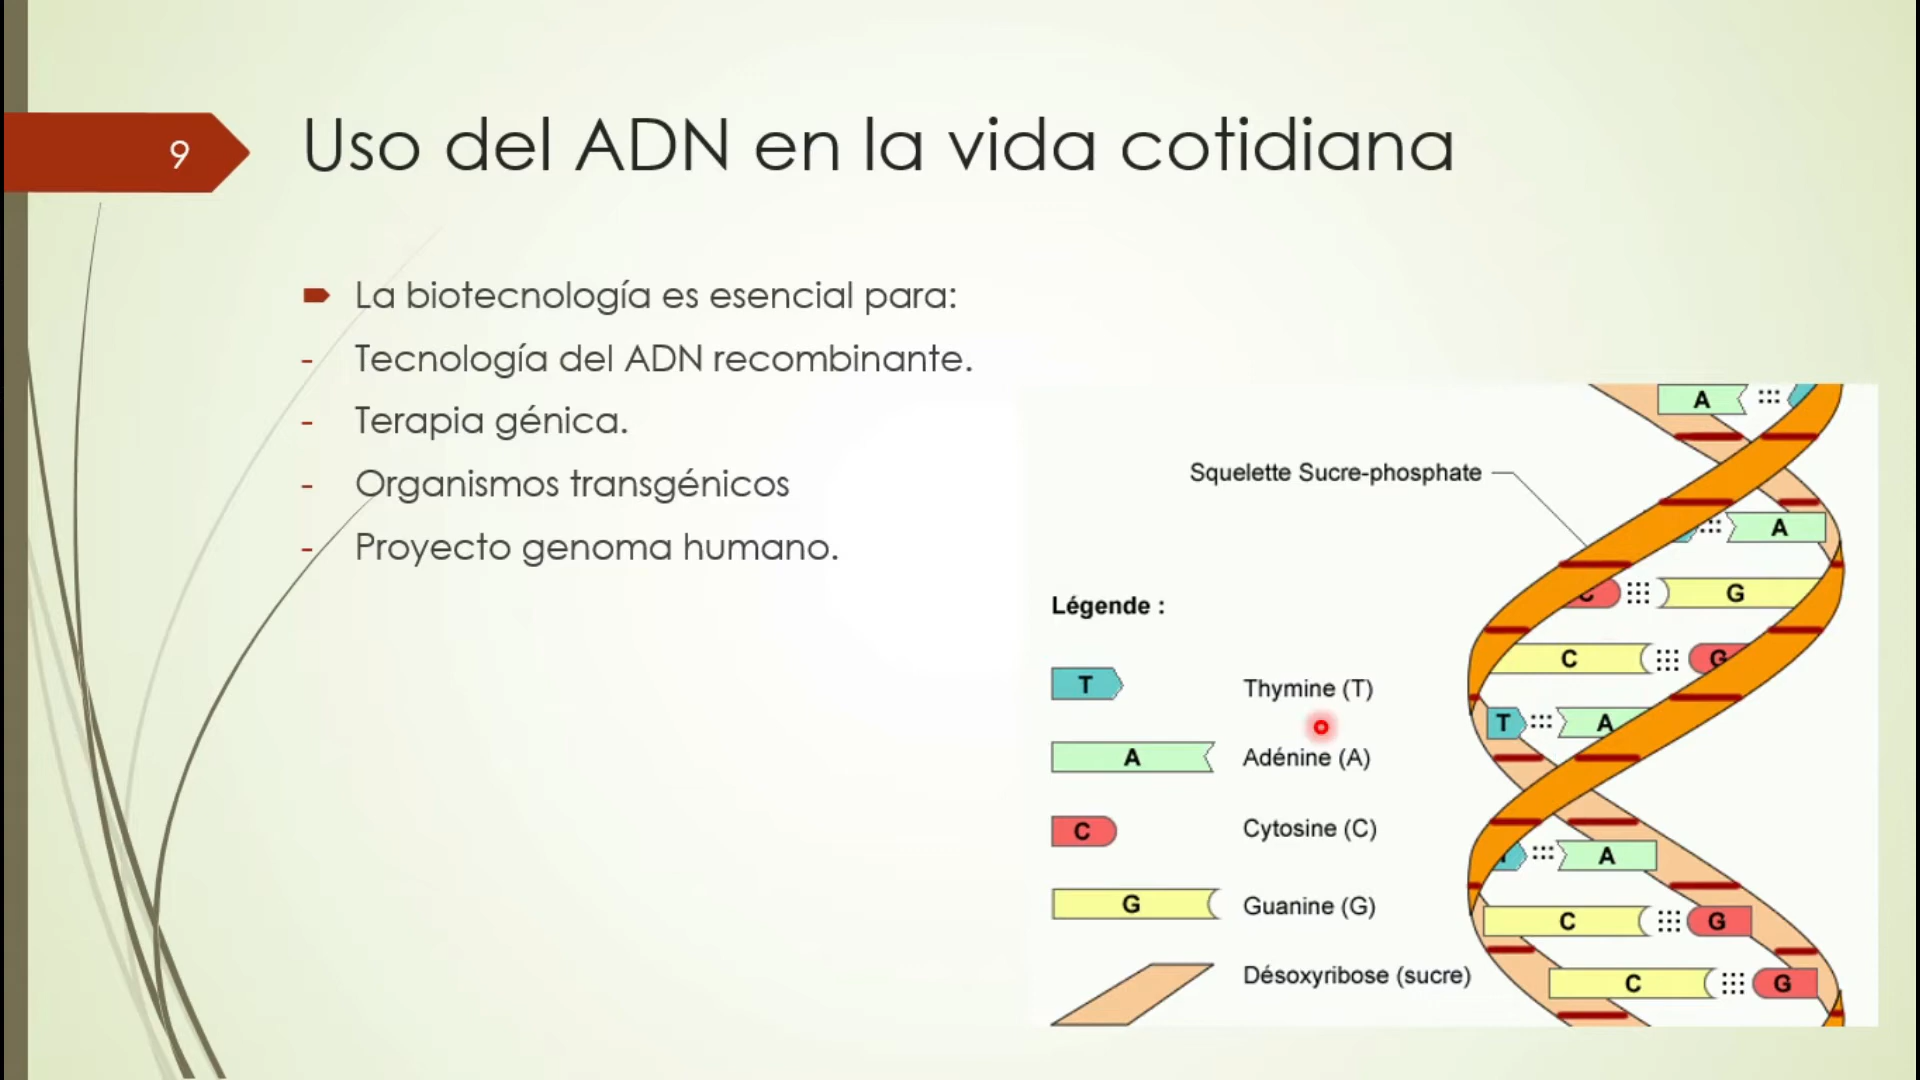 9
Uso del ADN en la vida cotidiana
La biotecnología es esencial para:
- Tecnología del ADN recombinante.
- Terapia génica.
- Organismos transgénicos
- Proyecto genoma humano.
Squelette Sucre-phosphate
Légende :
T Thymine (T)
A Adénine (A)
C Cytosine (C)
G Guanine (G)
Désoxyribose (sucre)
A
A
C G
C G
T A
T A
C G
C G